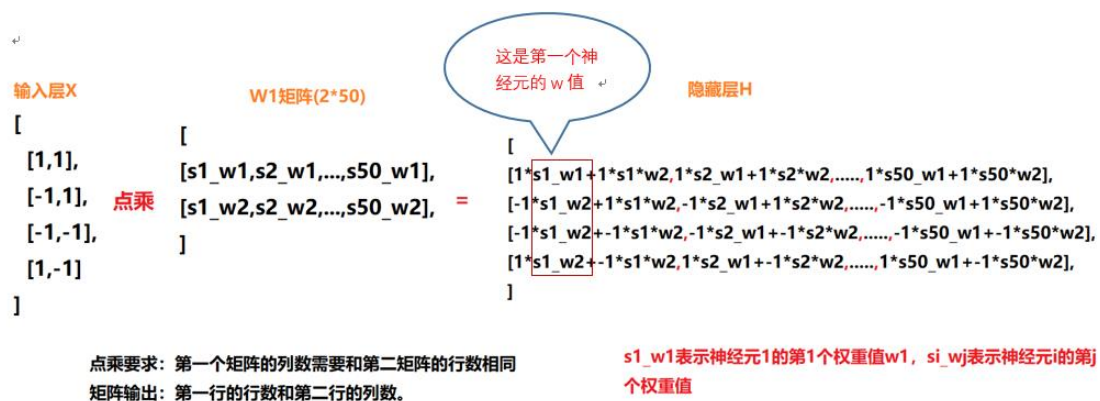 这是第一个神
经元的 w 值
输入层X
W1矩阵(2*50)
隐藏层H
[
[1,1],
[-1,1],
[-1,-1],
[1,-1]
]
点乘
[
[s1_w1,s2_w1,...,s50_w1],
[s1_w2,s2_w2,...,s50_w2],
]
=
[
[1*s1_w1+1*s1*w2,1*s2_w1+1*s2*w2,.....,1*s50_w1+1*s50*w2],
[-1*s1_w2+1*s1*w2,-1*s2_w1+1*s2*w2,.....,-1*s50_w1+1*s50*w2],
[-1*s1_w2+-1*s1*w2,-1*s2_w1+-1*s2*w2,.....,-1*s50_w1+-1*s50*w2],
[1*s1_w2+-1*s1*w2,1*s2_w1+-1*s2*w2,.....,1*s50_w1+-1*s50*w2],
]
点乘要求：第一个矩阵的列数需要和第二矩阵的行数相同
矩阵输出：第一行的行数和第二行的列数。
s1_w1表示神经元1的第1个权重值w1，si_wj表示神经元i的第j
个权重值